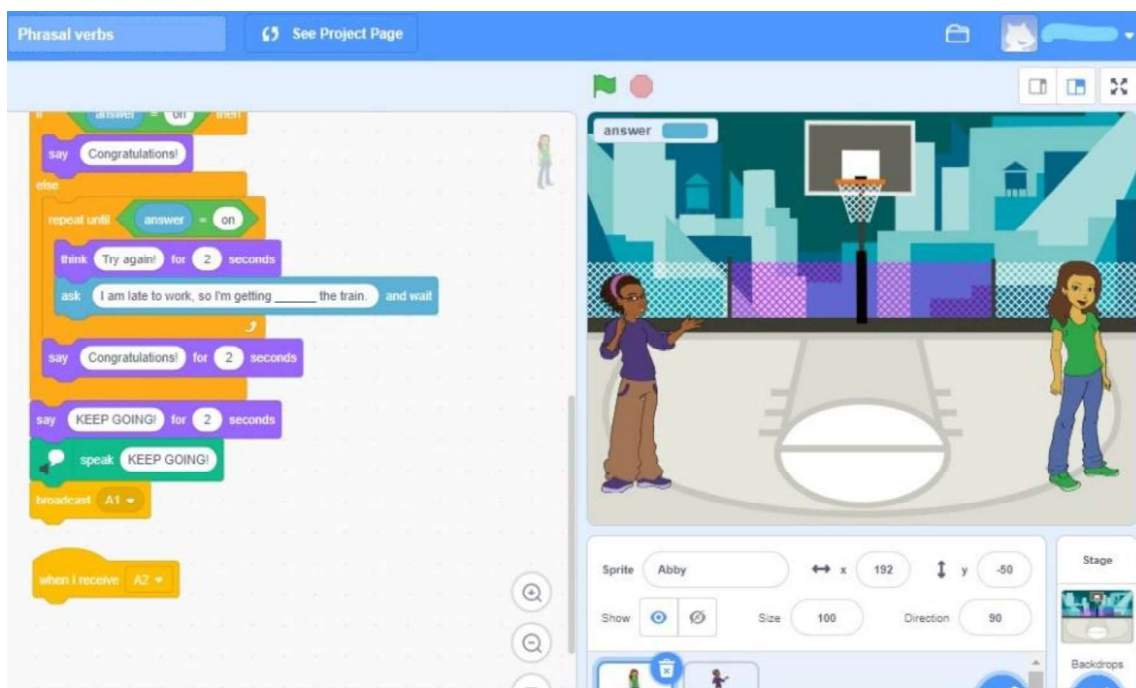 Phrasal verbs
See Project Page
if answer = on then
say Congratulations!
else
repeat until answer = on
think Try again! for 2 seconds
ask I am late to work, so I'm getting ______ the train. and wait
say Congratulations! for 2 seconds
say KEEP GOING! for 2 seconds
speak KEEP GOING!
broadcast A1
when I receive A2
answer
Sprite Abby x 192 y -50
Show Size 100 Direction 90
Stage
Backdrops